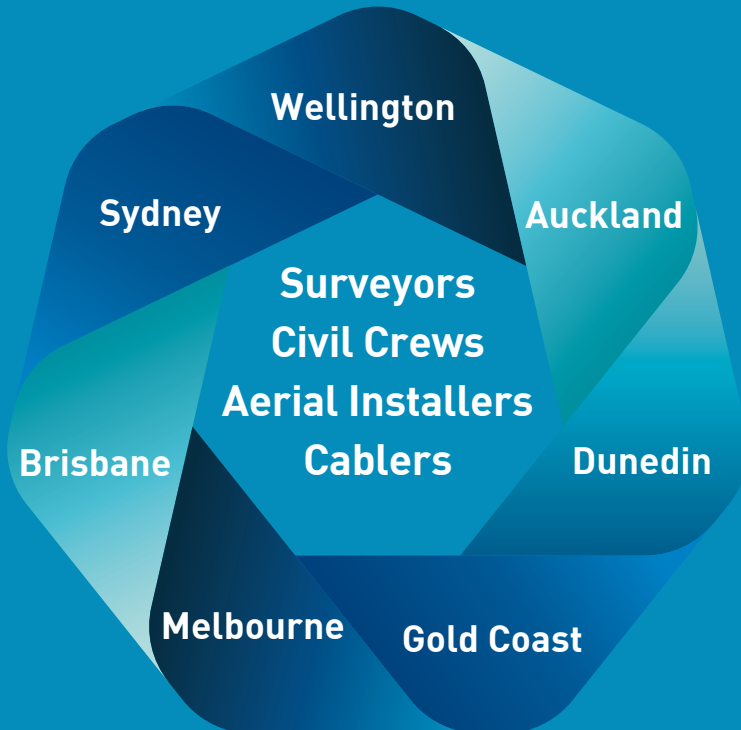 Wellington
Sydney
Auckland
Surveyors
Civil Crews
Aerial Installers
Cablers
Brisbane
Dunedin
Melbourne
Gold Coast